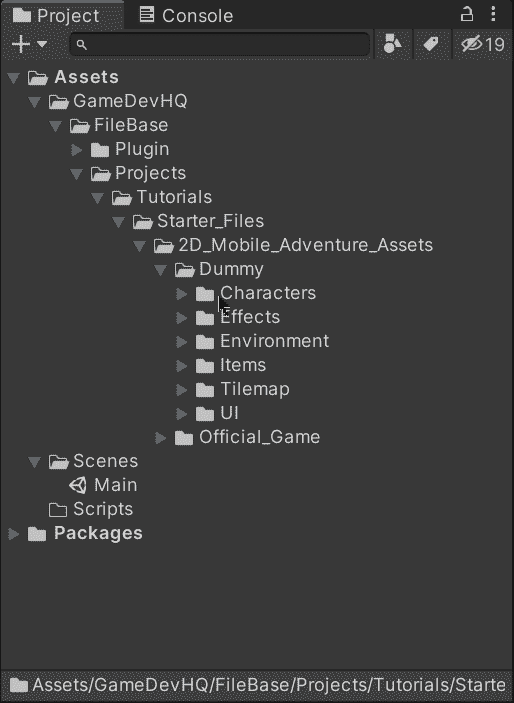 Project Console
19
Assets
GameDevHQ
FileBase
Plugin
Projects
Tutorials
Starter_Files
2D_Mobile_Adventure_Assets
Dummy
Characters
Effects
Environment
Items
Tilemap
UI
Official_Game
Scenes
Main
Scripts
Packages
Assets/GameDevHQ/FileBase/Projects/Tutorials/Starte